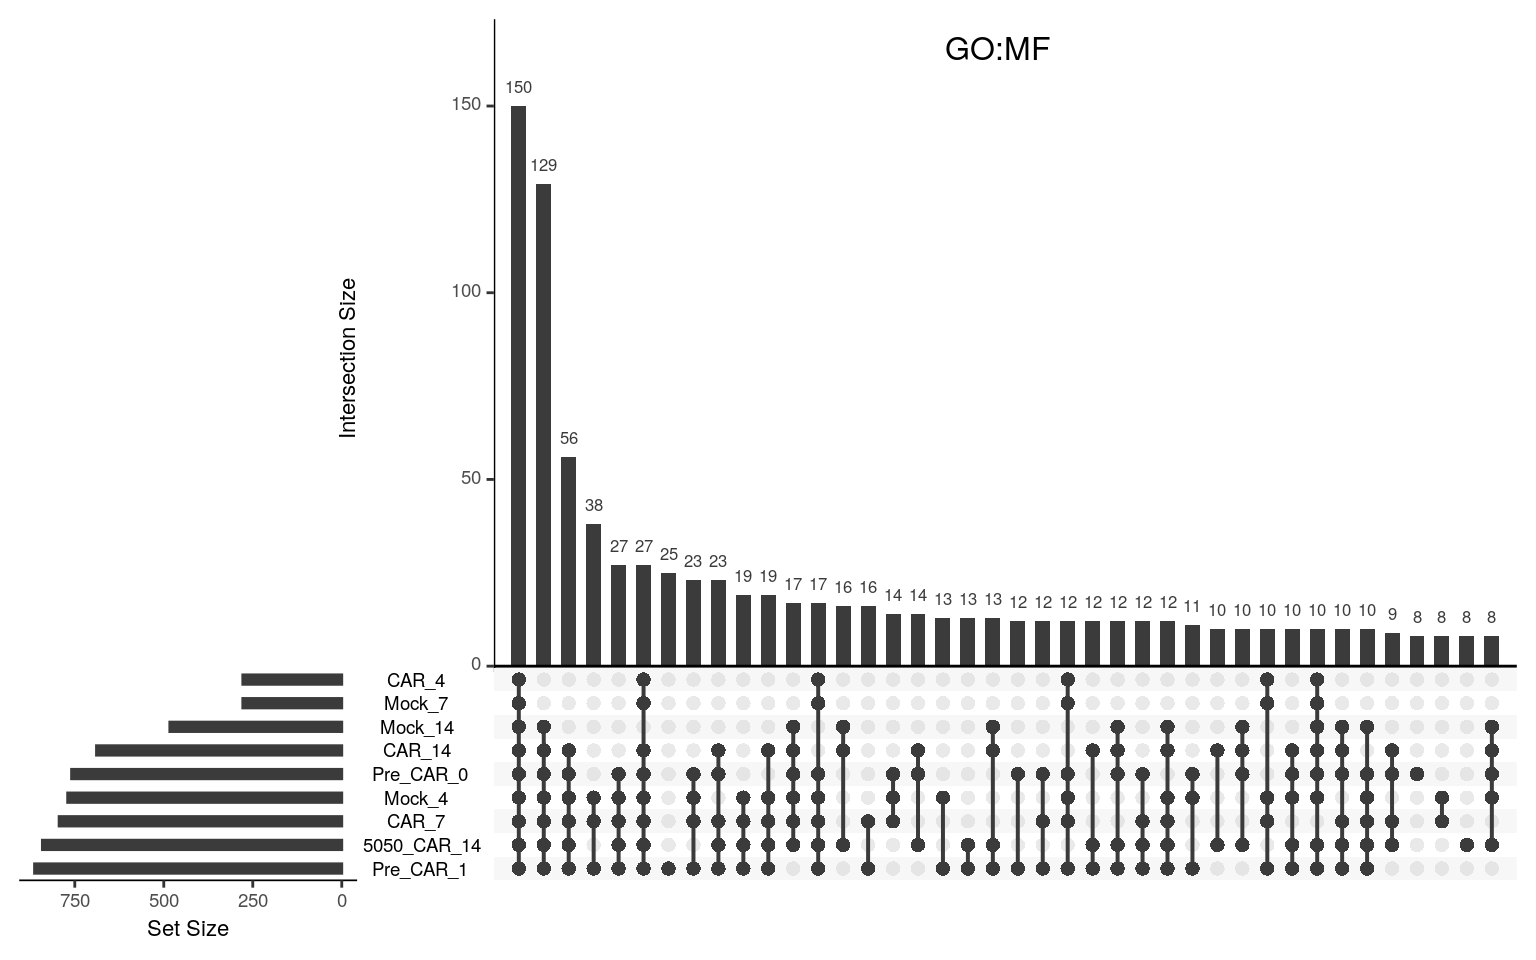 GO:MF
150
129
56
38
27 27 25 23 23 19 19 17 17 16 16 14 14 13 13 13 12 12 12 12 12 12 12 11 10 10 10 10 10 10 10 9 8 8 8 8
150
100
50
0
Intersection Size
CAR_4
Mock_7
Mock_14
CAR_14
Pre_CAR_0
Mock_4
CAR_7
5050_CAR_14
Pre_CAR_1
750 500 250 0
Set Size